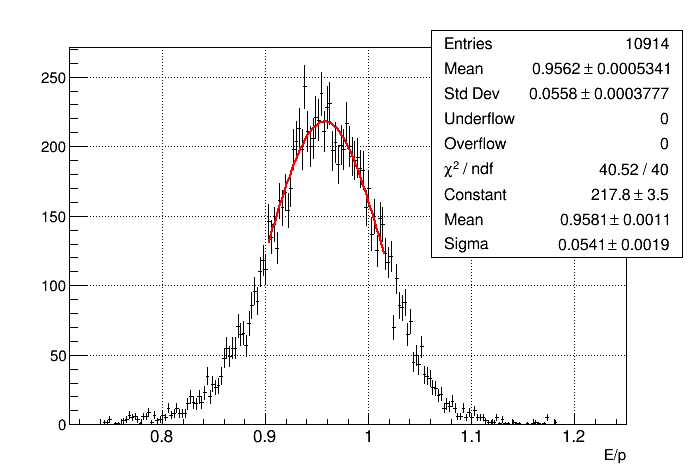 Entries 10914
Mean 0.9562 ± 0.0005341
Std Dev 0.0558 ± 0.0003777
Underflow 0
Overflow 0
χ² / ndf 40.52 / 40
Constant 217.8 ± 3.5
Mean 0.9581 ± 0.0011
Sigma 0.0541 ± 0.0019
250
200
150
100
50
0
0.8 0.9 1 1.1 1.2
E/p